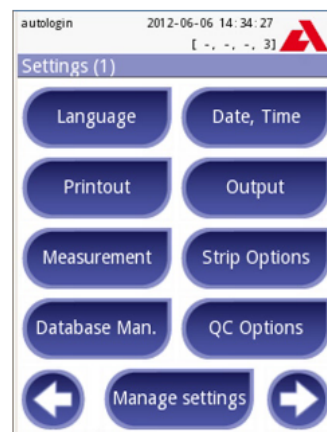 autologin 2012-06-06 14:34:27
[ -, -, -, 3]
Settings (1)
Language Date, Time
Printout Output
Measurement Strip Options
Database Man. QC Options
Manage settings